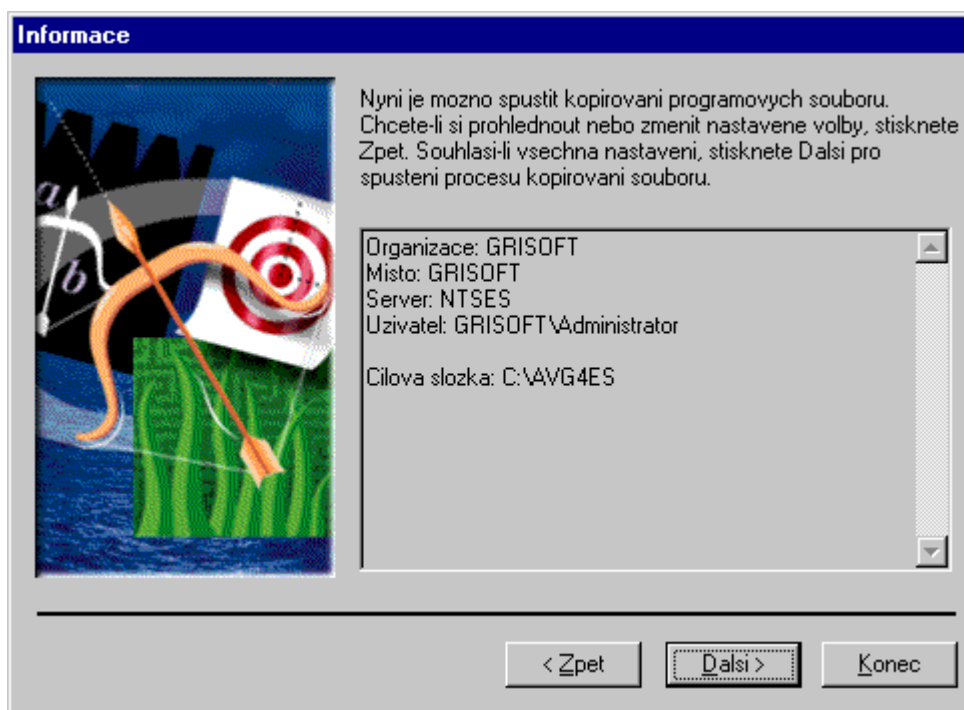 Informace
Nyni je mozno spustit kopirovani programovych souboru.
Chcete-li si prohlednout nebo zmenit nastavene volby, stisknete
Zpet. Souhlasi-li vsechna nastaveni, stisknete Dalsi pro
spusteni procesu kopirovani souboru.
a
b
Organizace: GRISOFT
Misto: GRISOFT
Server: NTSES
Uzivatel: GRISOFT\Administrator
Cilova slozka: C:\AVG4ES
< Zpet
Dalsi >
Konec